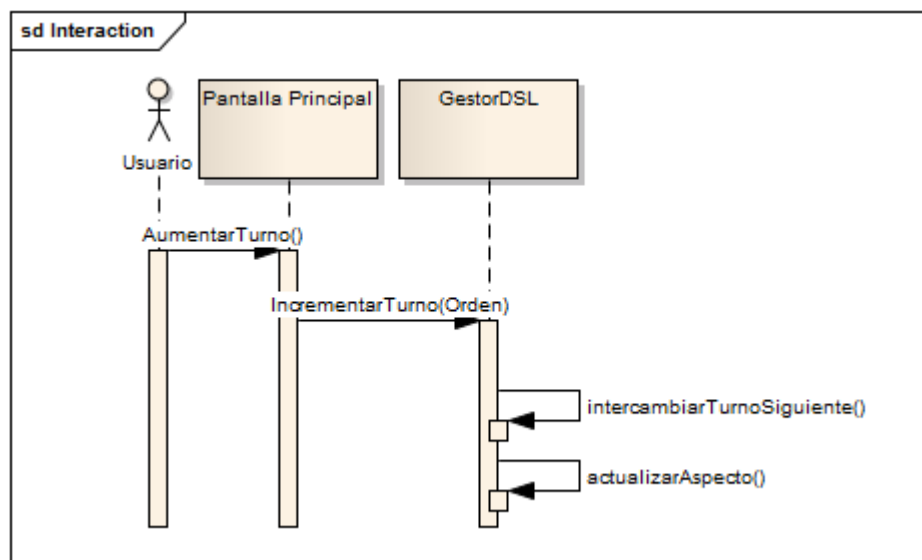 sd Interaction
Pantalla Principal
GestorDSL
Usuario
AumentarTurno()
IncrementarTurno(Orden)
intercambiarTurnoSiguiente()
actualizarAspecto()